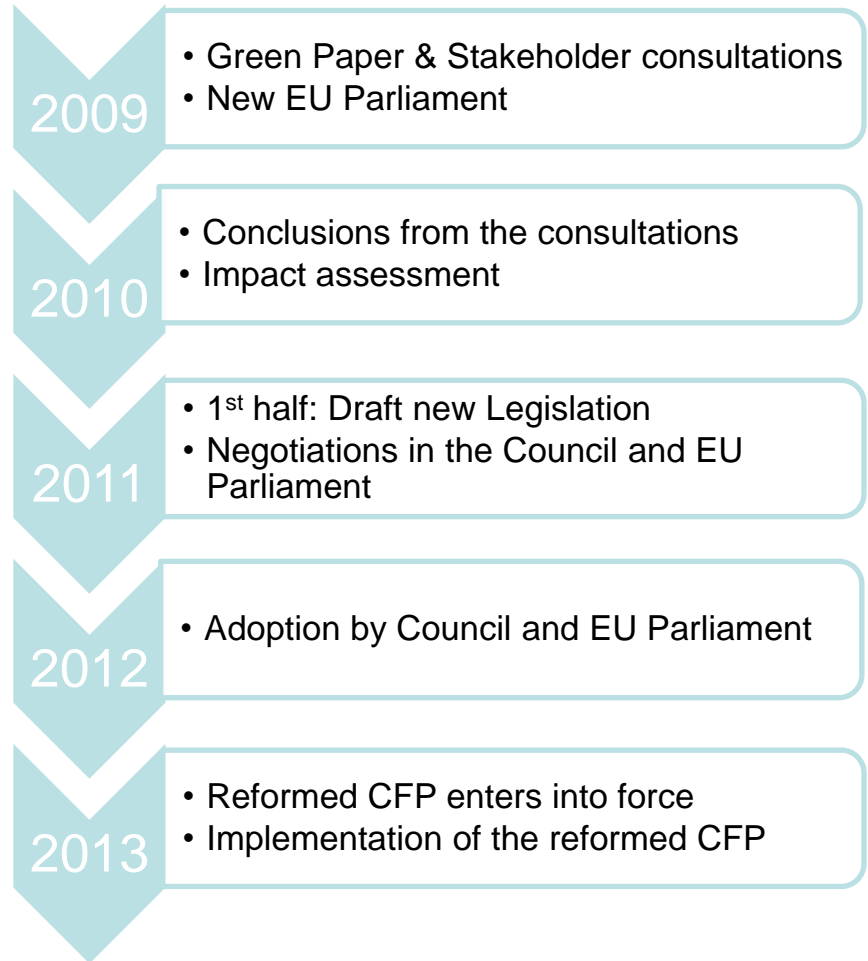 2009
• Green Paper & Stakeholder consultations
• New EU Parliament
2010
• Conclusions from the consultations
• Impact assessment
2011
• 1st half: Draft new Legislation
• Negotiations in the Council and EU
Parliament
2012
• Adoption by Council and EU Parliament
2013
• Reformed CFP enters into force
• Implementation of the reformed CFP